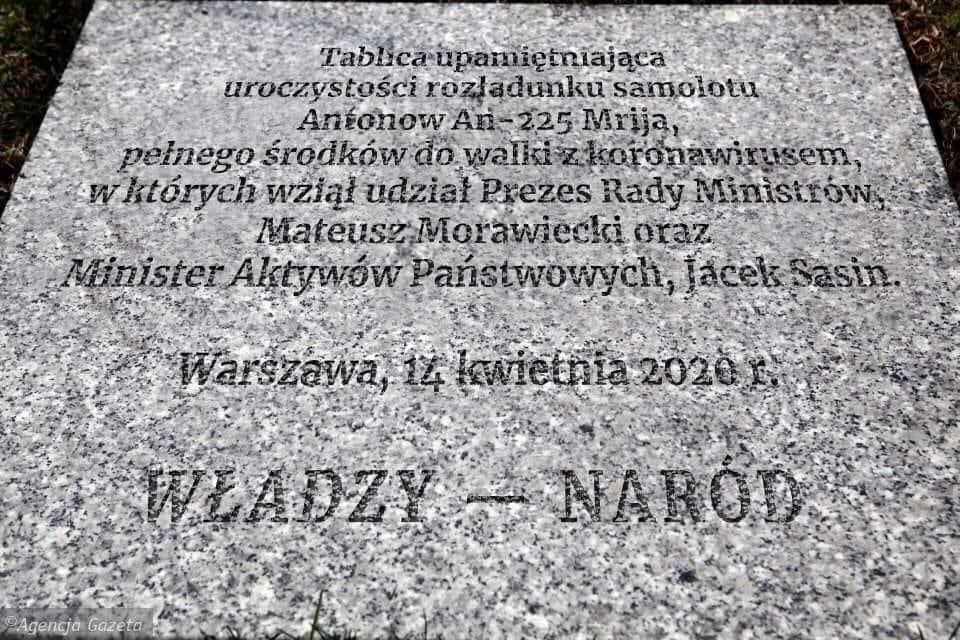 Tablica upamiętniająca
uroczystości rozładunku samolotu
Antonow An-225 Mrija,
pełnego środków do walki z koronawirusem,
w których wziął udział Prezes Rady Ministrów,
Mateusz Morawiecki oraz
Minister Aktywów Państwowych, Jacek Sasin.
Warszawa, 14 kwietnia 2020 r.
WŁADZY — NARÓD
©Agencja Gazeta